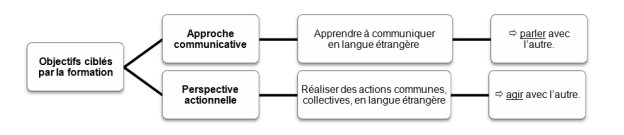 Objectifs ciblés
par la formation
Approche
communicative
Apprendre à communiquer
en langue étrangère
⇨ parler avec
l'autre.
Perspective
actionnelle
Réaliser des actions communes,
collectives, en langue étrangère
⇨ agir avec l'autre.